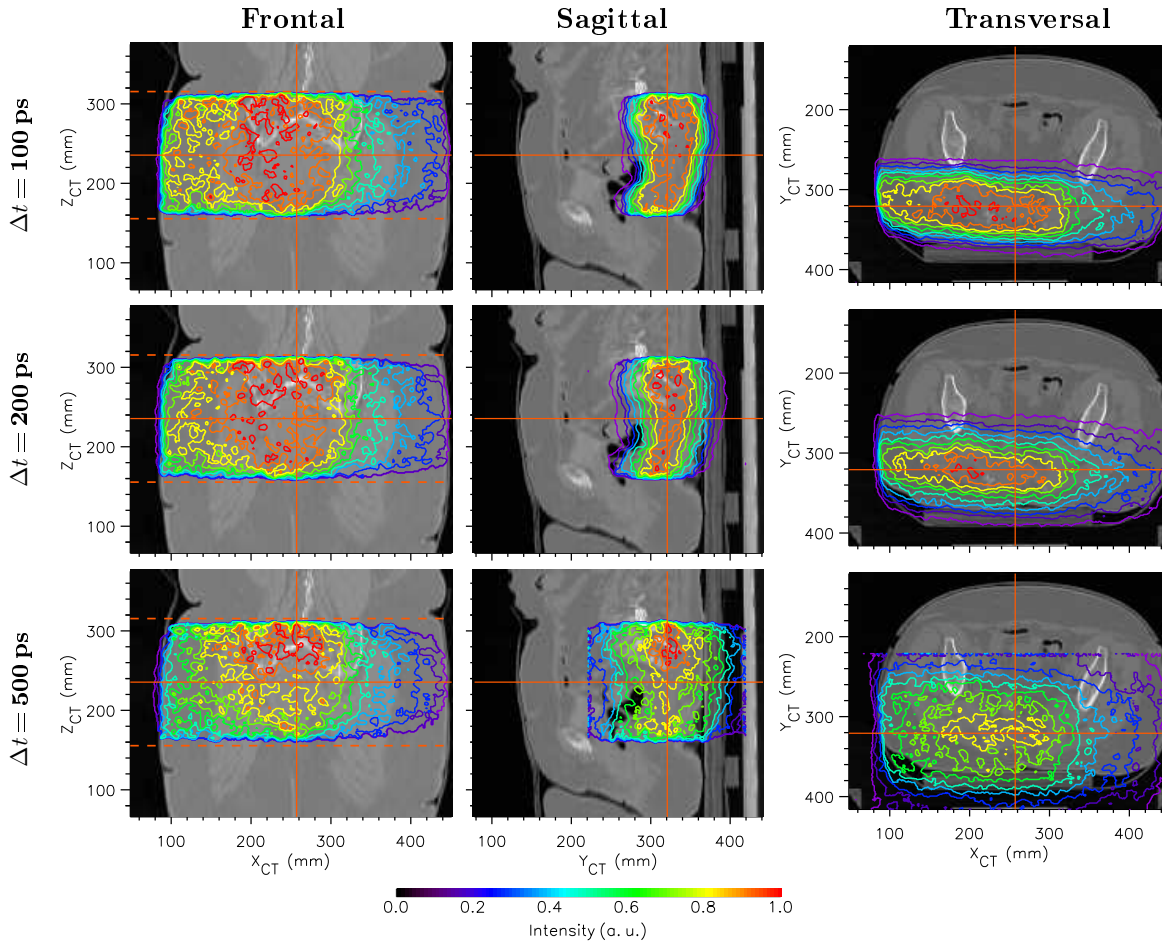 Frontal Sagittal Transversal
Δt = 100 ps
Z_CT (mm)
300
200
100
Y_CT (mm)
200
300
400
Δt = 200 ps
Z_CT (mm)
300
200
100
Y_CT (mm)
200
300
400
Δt = 500 ps
Z_CT (mm)
300
200
100
Y_CT (mm)
200
300
400
100 200 300 400
X_CT (mm)
100 200 300 400
Y_CT (mm)
100 200 300 400
X_CT (mm)
0.0 0.2 0.4 0.6 0.8 1.0
Intensity (a. u.)